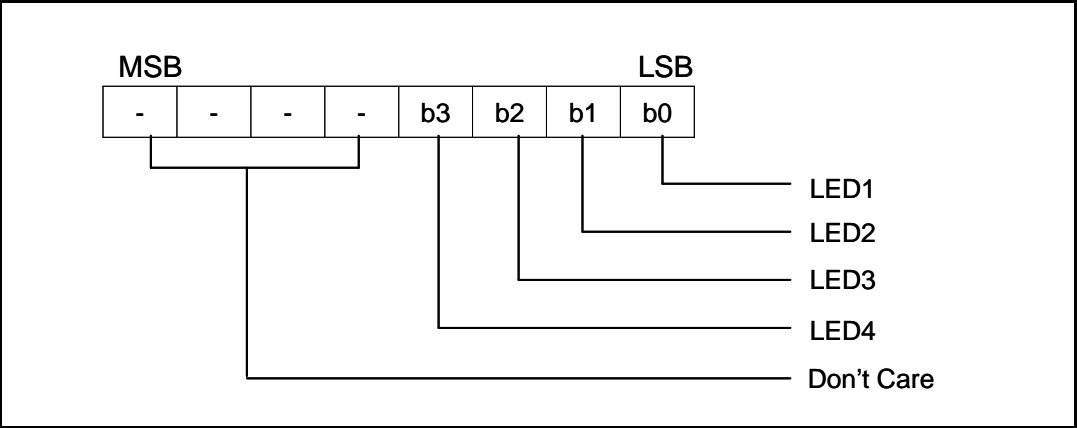 MSB LSB
- - - - b3 b2 b1 b0
LED1
LED2
LED3
LED4
Don't Care